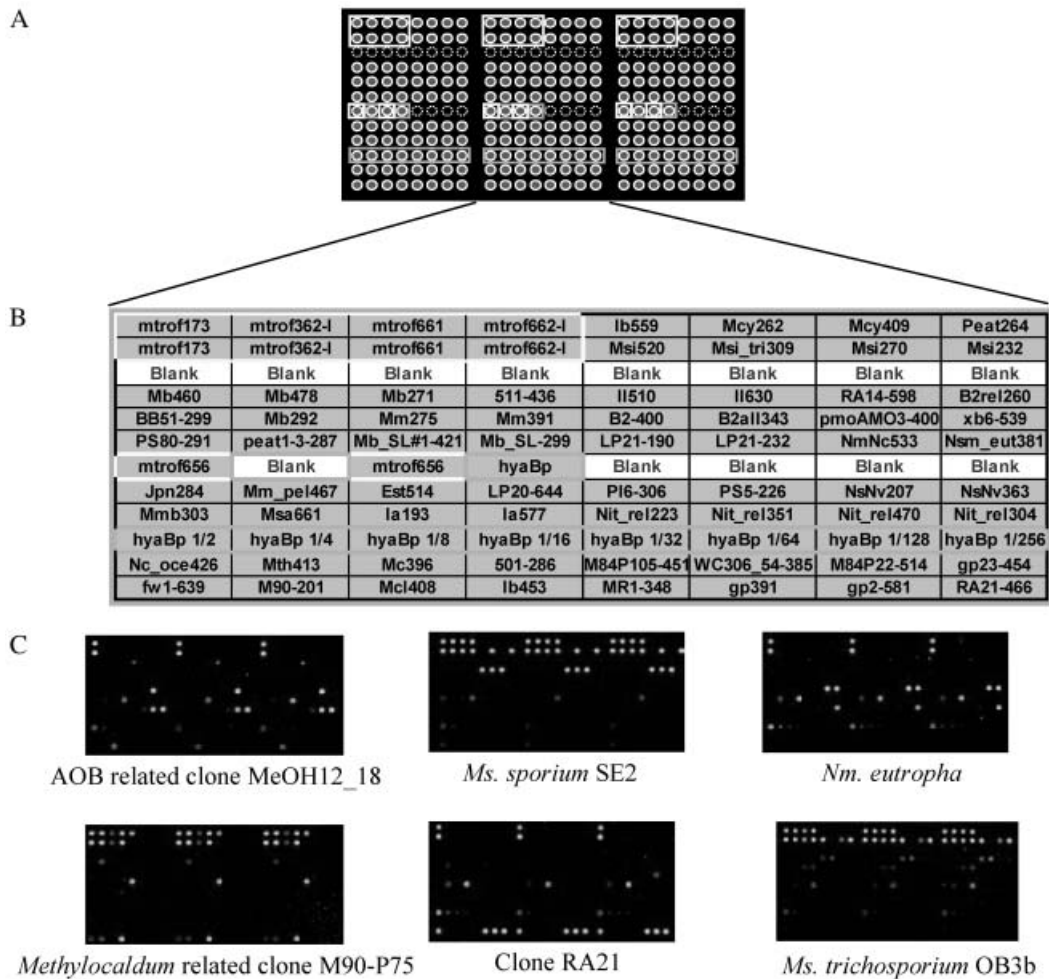 A
B
mtrof173 mtrof362-I mtrof661 mtrof662-I Ib559 Mcy262 Mcy409 Peat264
mtrof173 mtrof362-I mtrof661 mtrof662-I Msi520 Msi_tri309 Msi270 Msi232
Blank Blank Blank Blank Blank Blank Blank Blank
Mb460 Mb478 Mb271 511-436 II510 II630 RA14-598 B2rel260
BB51-299 Mb292 Mm275 Mm391 B2-400 B2all343 pmoAMO3-400 xb6-539
PS80-291 peat1-3-287 Mb_SL#1-421 Mb_SL-299 LP21-190 LP21-232 NmNc533 Nsm_eut381
mtrof656 Blank mtrof656 hyaBp Blank Blank Blank Blank
Jpn284 Mm_pel467 Est514 LP20-644 PI6-306 PS5-226 NsNv207 NsNv363
Mmb303 Msa661 Ia193 Ia577 Nit_rel223 Nit_rel351 Nit_rel470 Nit_rel304
hyaBp 1/2 hyaBp 1/4 hyaBp 1/8 hyaBp 1/16 hyaBp 1/32 hyaBp 1/64 hyaBp 1/128 hyaBp 1/256
Nc_oce426 Mth413 Mc396 501-286 M84P105-451 WC306_54-385 M84P22-514 gp23-454
fw1-639 M90-201 Mcl408 Ib453 MR1-348 gp391 gp2-581 RA21-466
C
AOB related clone MeOH12_18 Ms. sporium SE2 Nm. eutropha
Methylocaldum related clone M90-P75 Clone RA21 Ms. trichosporium OB3b